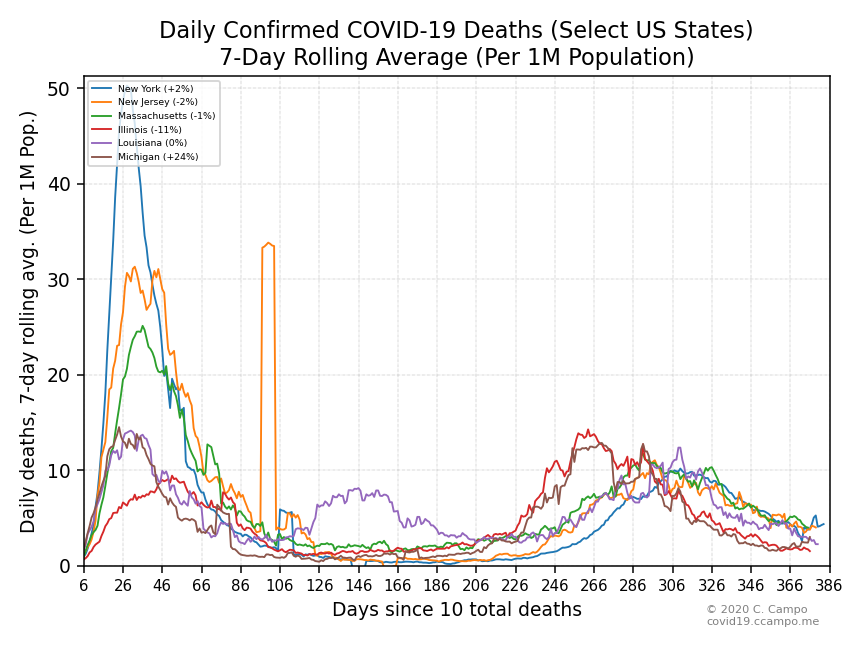 Daily Confirmed COVID-19 Deaths (Select US States)
7-Day Rolling Average (Per 1M Population)
Daily deaths, 7-day rolling avg. (Per 1M Pop.)
50
40
30
20
10
0
New York (+2%)
New Jersey (-2%)
Massachusetts (-1%)
Illinois (-11%)
Louisiana (0%)
Michigan (+24%)
6 26 46 66 86 106 126 146 166 186 206 226 246 266 286 306 326 346 366 386
Days since 10 total deaths
© 2020 C. Campo
covid19.ccampo.me